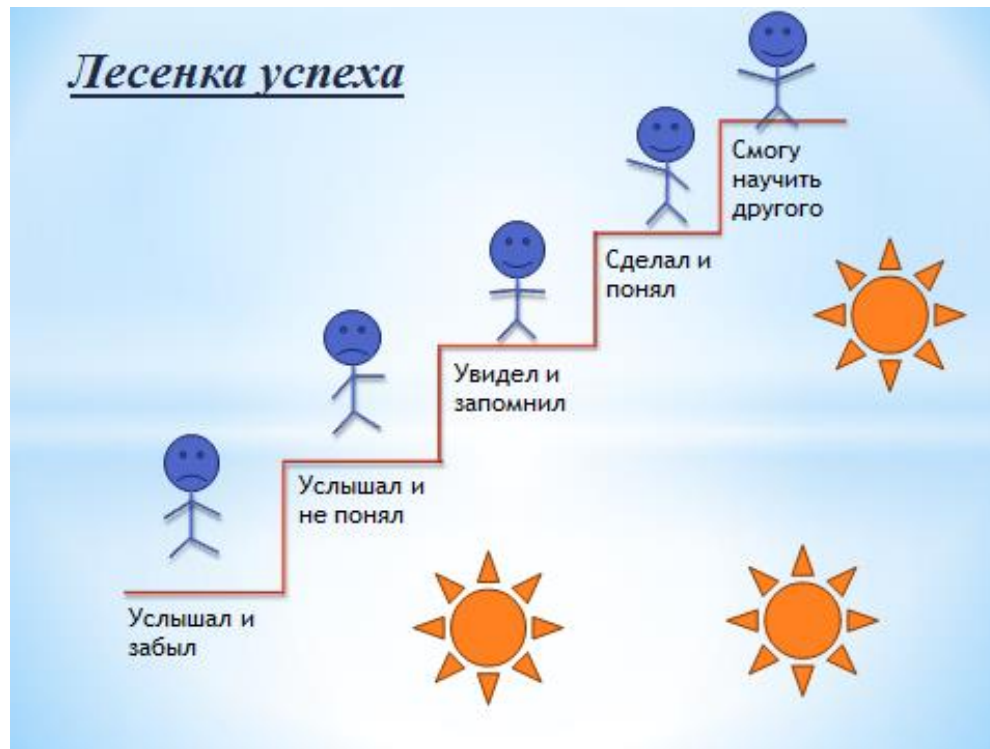 Лесенка успеха
Смогу
научить
другого
Сделал и
понял
Увидел и
запомнил
Услышал и
не понял
Услышал и
забыл